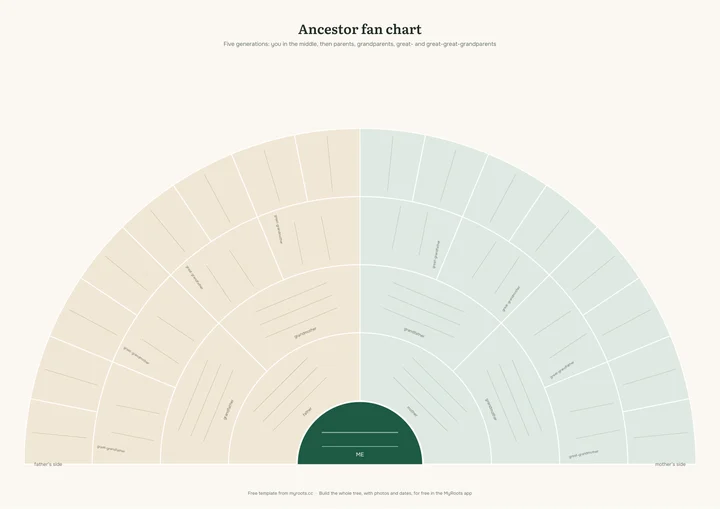 Ancestor fan chart
Five generations: you in the middle, then parents, grandparents, great- and great-great-grandparents
great-grandmother
great-grandfather
great-grandfather
great-grandmother
great-grandfather
great-grandmother
great-grandmother
great-grandfather
grandmother
grandfather
grandfather
grandmother
father
mother
ME
father's side
mother's side
Free template from myroots.cc · Build the whole tree, with photos and dates, for free in the MyRoots app